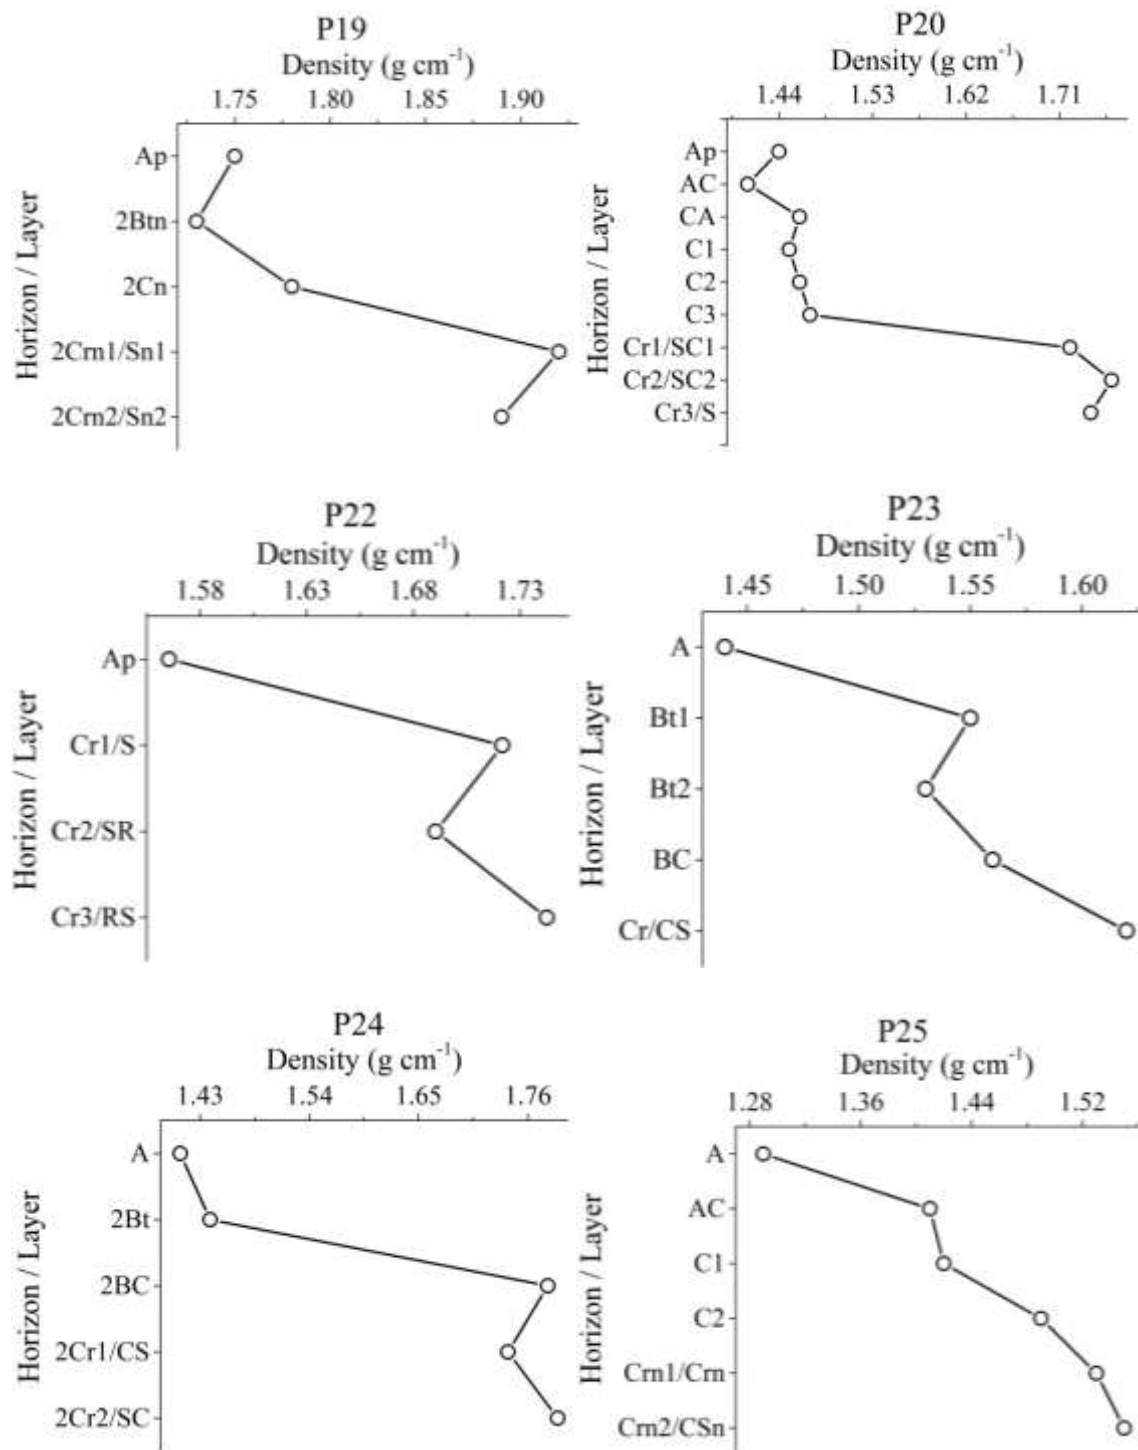 P19
Density (g cm⁻¹)
1.75 1.80 1.85 1.90
Horizon / Layer
Ap
2Btn
2Cn
2Crn1/Sn1
2Crn2/Sn2
P20
Density (g cm⁻¹)
1.44 1.53 1.62 1.71
Horizon / Layer
Ap
AC
CA
C1
C2
C3
Cr1/SC1
Cr2/SC2
Cr3/S
P22
Density (g cm⁻¹)
1.58 1.63 1.68 1.73
Horizon / Layer
Ap
Cr1/S
Cr2/SR
Cr3/RS
P23
Density (g cm⁻¹)
1.45 1.50 1.55 1.60
Horizon / Layer
A
Bt1
Bt2
BC
Cr/CS
P24
Density (g cm⁻¹)
1.43 1.54 1.65 1.76
Horizon / Layer
A
2Bt
2BC
2Cr1/CS
2Cr2/SC
P25
Density (g cm⁻¹)
1.28 1.36 1.44 1.52
Horizon / Layer
A
AC
C1
C2
Crn1/Crn
Crn2/CSn